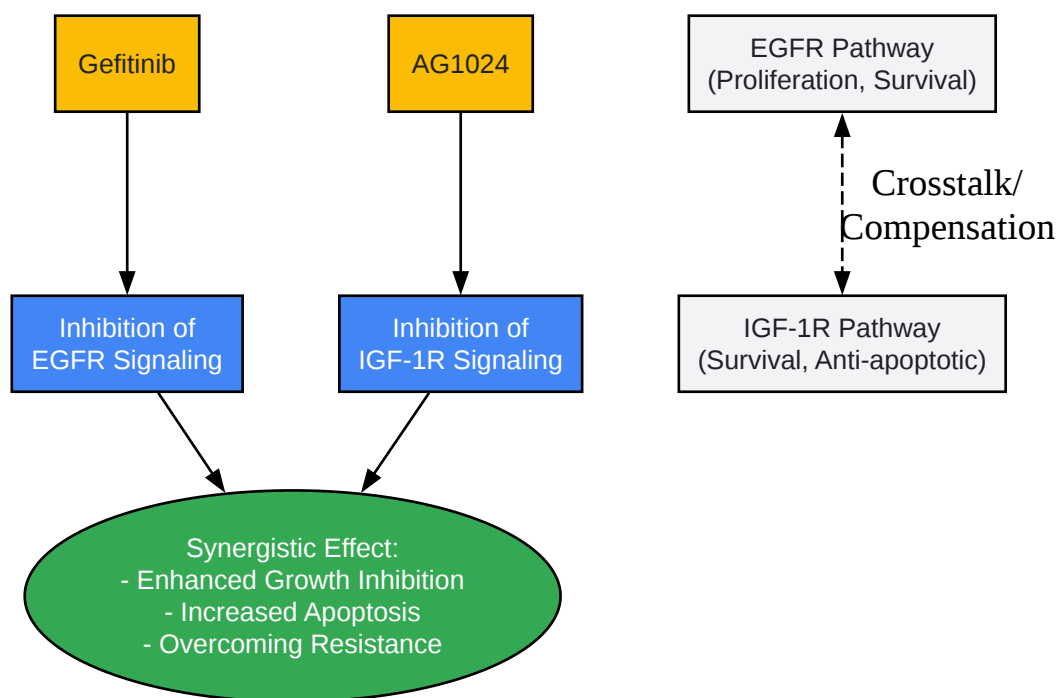 Gefitinib
AG1024
EGFR Pathway
(Proliferation, Survival)
Crosstalk/
Compensation
Inhibition of
EGFR Signaling
Inhibition of
IGF-1R Signaling
IGF-1R Pathway
(Survival, Anti-apoptotic)
Synergistic Effect:
- Enhanced Growth Inhibition
- Increased Apoptosis
- Overcoming Resistance